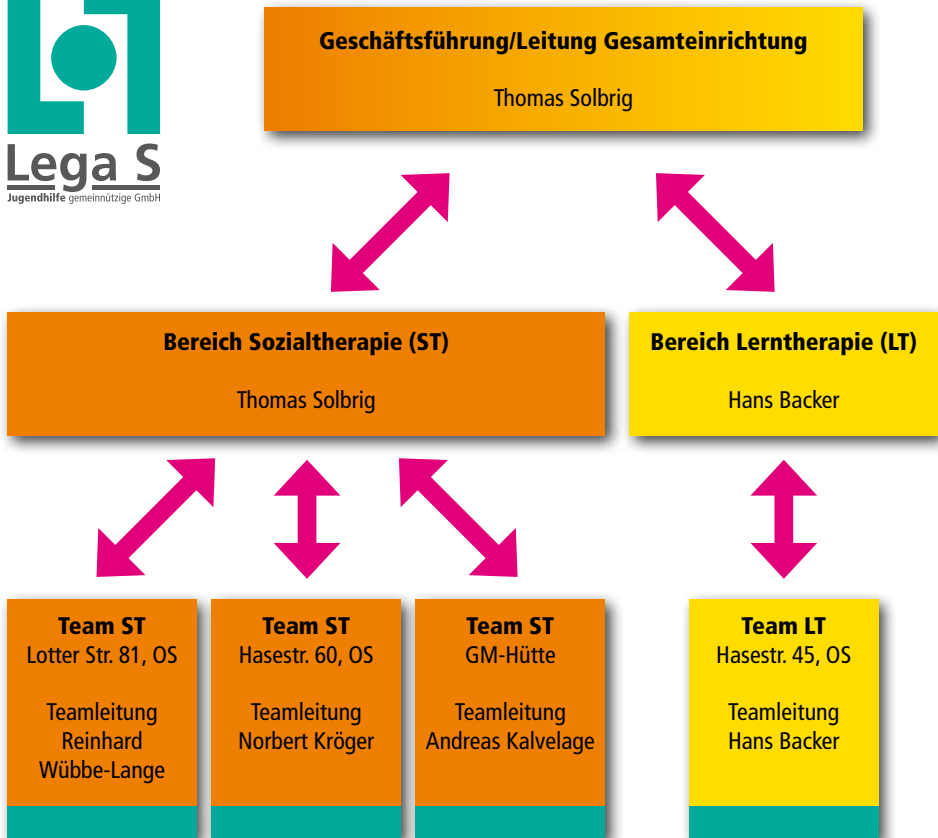 Lega S
Jugendhilfe gemeinnützige GmbH
Geschäftsführung/Leitung Gesamteinrichtung
Thomas Solbrig
Bereich Sozialtherapie (ST)
Thomas Solbrig
Bereich Lerntherapie (LT)
Hans Backer
Team ST
Lotter Str. 81, OS
Teamleitung
Reinhard
Wübbe-Lange
Team ST
Hasestr. 60, OS
Teamleitung
Norbert Kröger
Team ST
GM-Hütte
Teamleitung
Andreas Kalvelage
Team LT
Hasestr. 45, OS
Teamleitung
Hans Backer